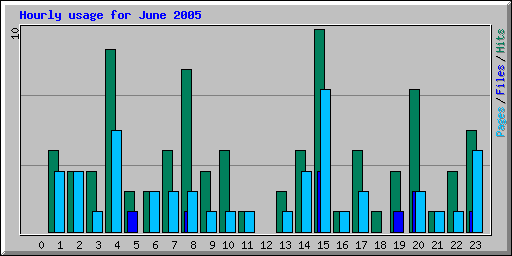 Hourly usage for June 2005
10
Pages/Files/Hits
0 1 2 3 4 5 6 7 8 9 10 11 12 13 14 15 16 17 18 19 20 21 22 23